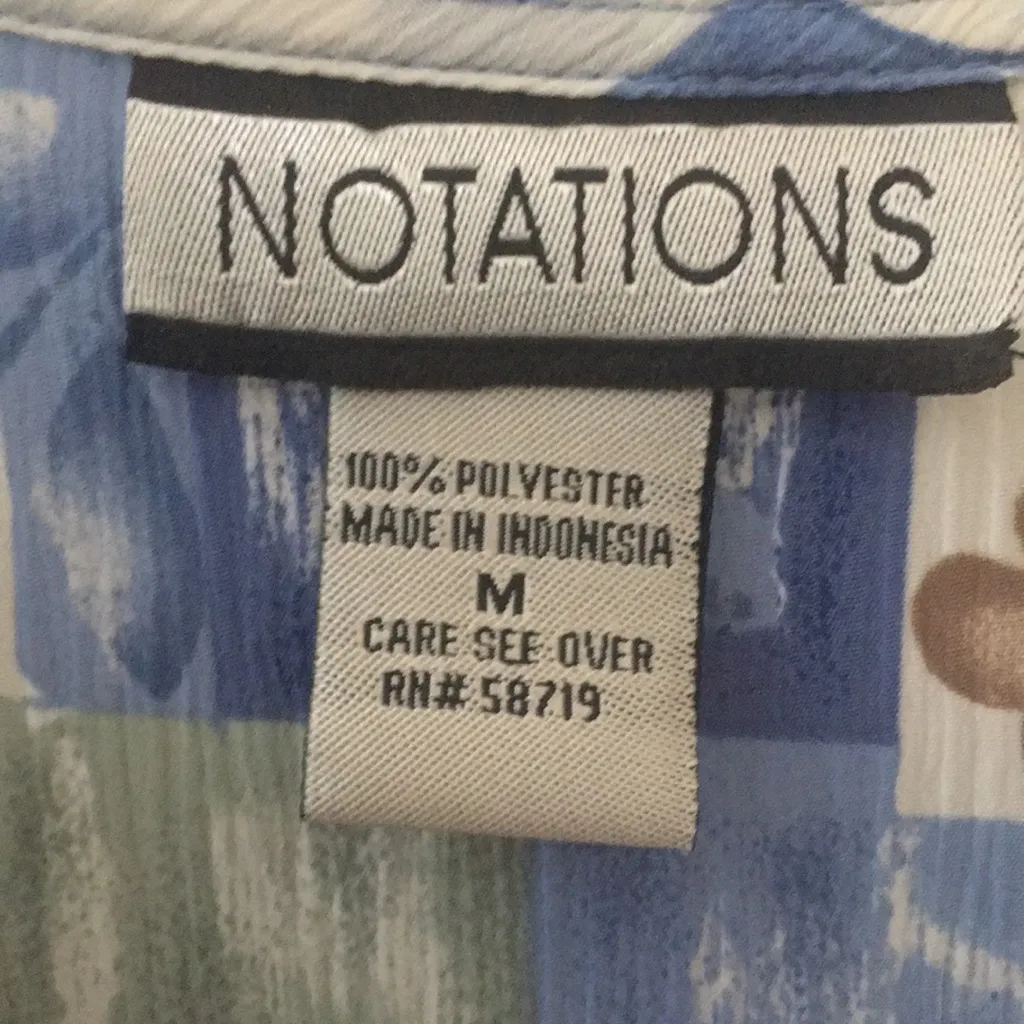 NOTATIONS
100% POLYESTER
MADE IN INDONESIA
M
CARE SEE OVER
RN# 58719